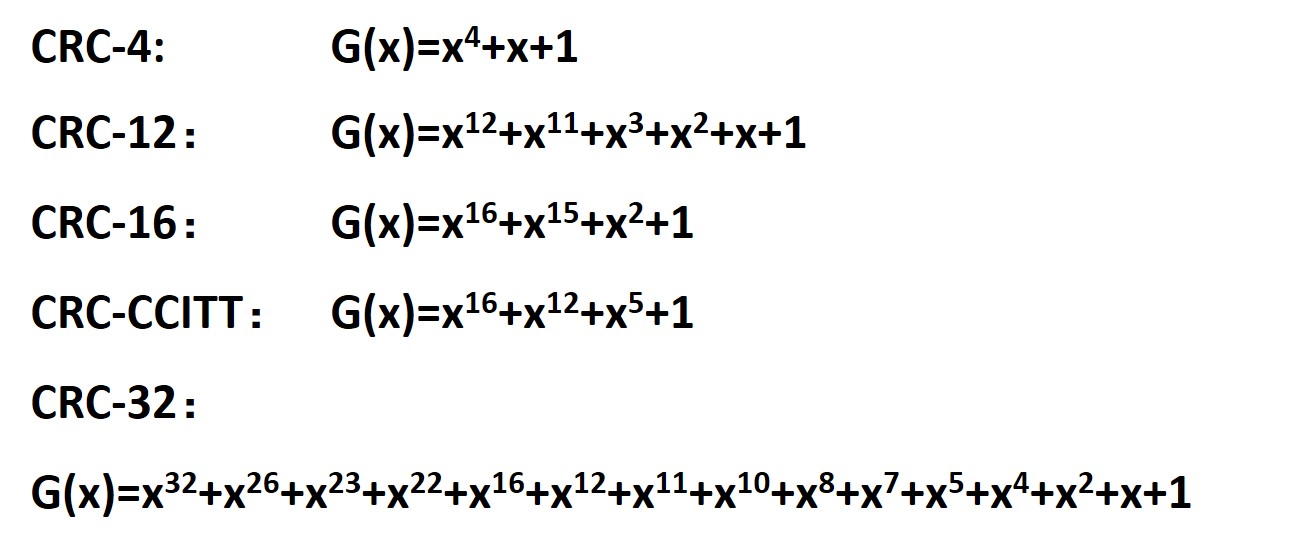 CRC-4: G(x)=x⁴+x+1
CRC-12： G(x)=x¹²+x¹¹+x³+x²+x+1
CRC-16： G(x)=x¹⁶+x¹⁵+x²+1
CRC-CCITT： G(x)=x¹⁶+x¹²+x⁵+1
CRC-32：
G(x)=x³²+x²⁶+x²³+x²²+x¹⁶+x¹²+x¹¹+x¹⁰+x⁸+x⁷+x⁵+x⁴+x²+x+1